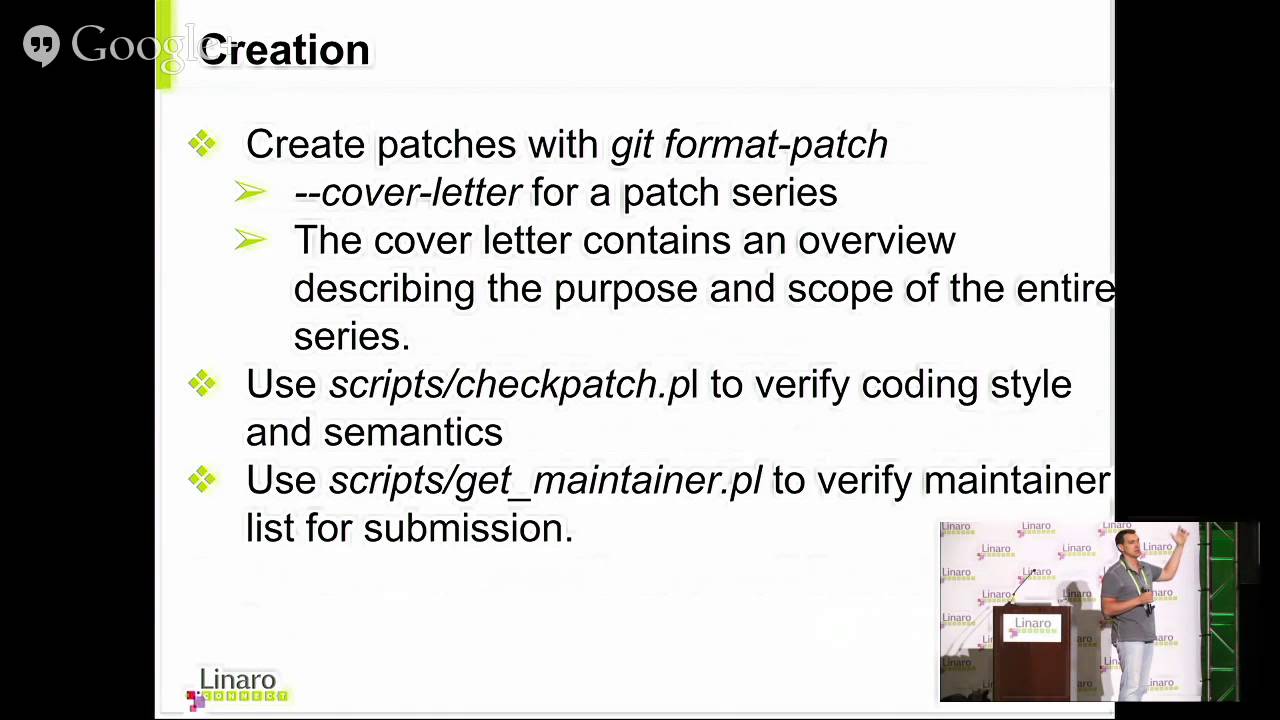 Google+
Creation
Create patches with git format-patch
--cover-letter for a patch series
The cover letter contains an overview
describing the purpose and scope of the entire
series.
Use scripts/checkpatch.pl to verify coding style
and semantics
Use scripts/get_maintainer.pl to verify maintainer
list for submission.
Linaro
CONNECT
Linaro
Linaro
Linaro
Linaro
Linaro
Linaro
Linaro
Linaro
Linaro
Linaro
Linaro
Linaro